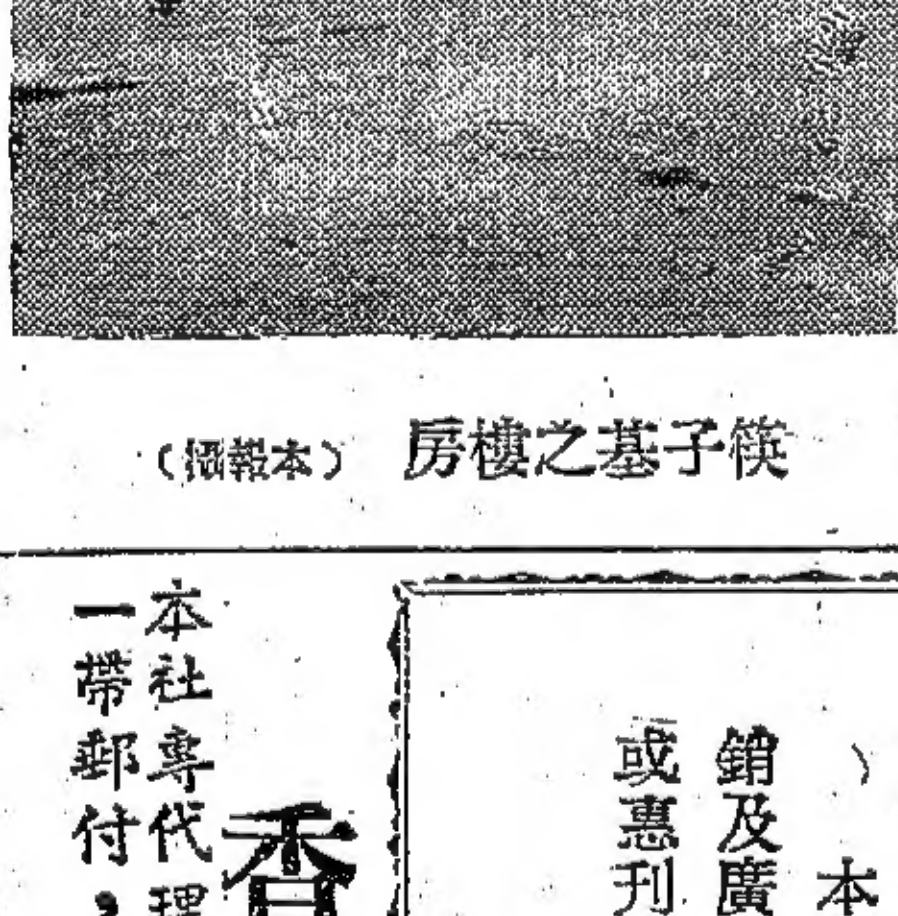 筷子基之樓房 （本報攝）
）本
銷及廣
或惠刊
香
本社專代理
一帶郵付